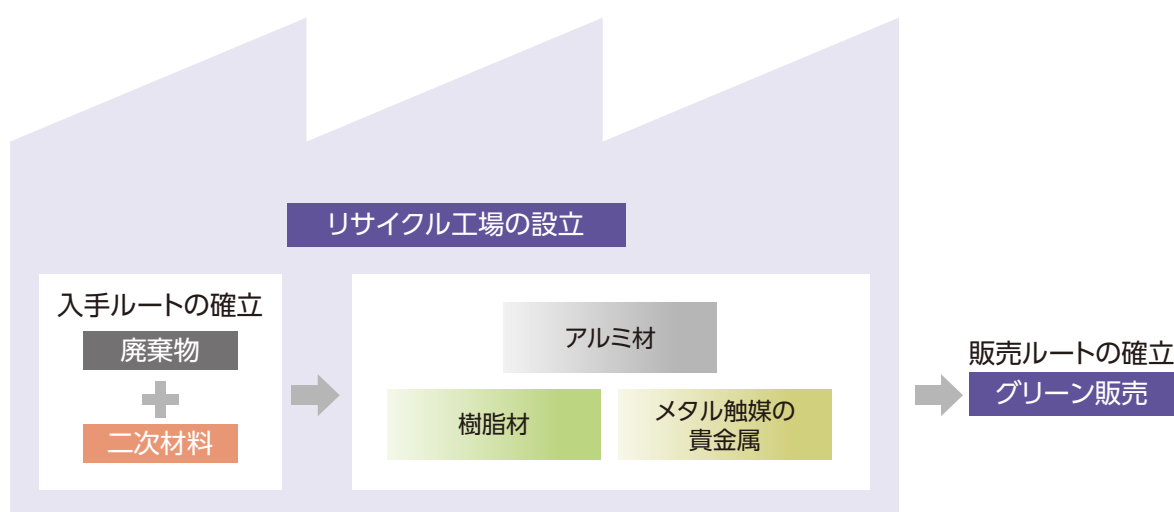 リサイクル工場の設立
入手ルートの確立
廃棄物
二次材料
アルミ材
樹脂材
メタル触媒の
貴金属
販売ルートの確立
グリーン販売